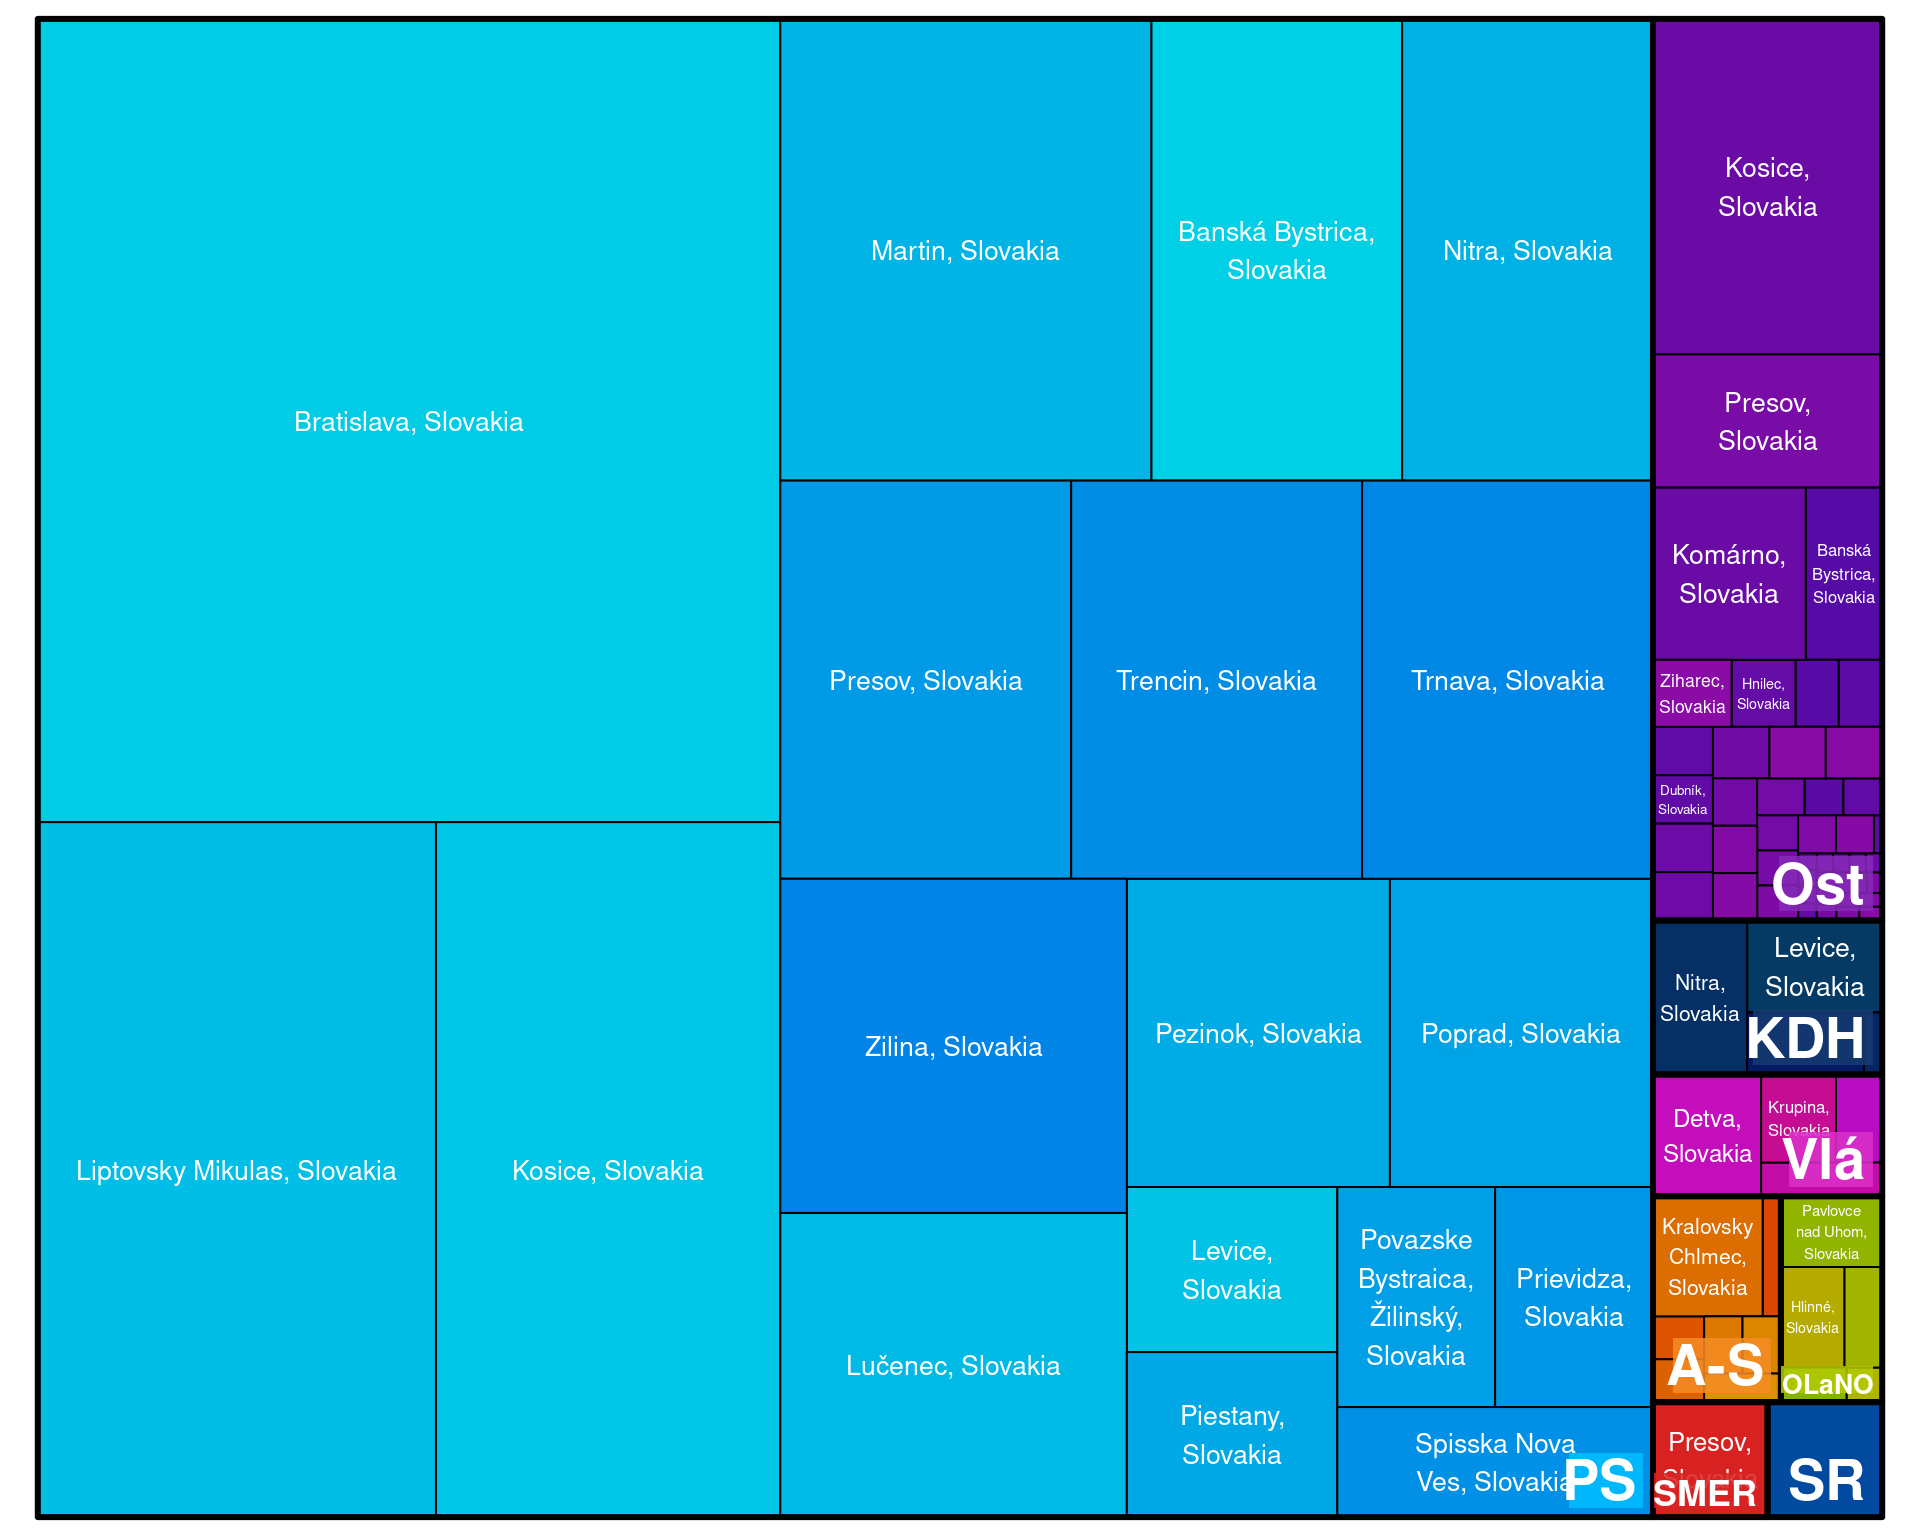 Bratislava, Slovakia
Martin, Slovakia
Banská Bystrica,
Slovakia
Nitra, Slovakia
Presov, Slovakia
Trencin, Slovakia
Trnava, Slovakia
Liptovsky Mikulas, Slovakia
Kosice, Slovakia
Zilina, Slovakia
Pezinok, Slovakia
Poprad, Slovakia
Lučenec, Slovakia
Levice,
Slovakia
Piestany,
Slovakia
Povazske
Bystraica,
Žilinský,
Slovakia
Prievidza,
Slovakia
Spisska Nova
Ves, Slovakia
PS
Kosice,
Slovakia
Presov,
Slovakia
Komárno,
Slovakia
Banská
Bystrica,
Slovakia
Ziharec,
Slovakia
Hnilec,
Slovakia
Dubník,
Slovakia
Ost
Nitra,
Slovakia
Levice,
Slovakia
KDH
Detva,
Slovakia
Krupina,
Slovakia
Vlá
Kralovsky
Chlmec,
Slovakia
A-S
Pavlovce
nad Uhom,
Slovakia
Hlinné,
Slovakia
OLaNO
Presov,
Slovakia
SMER
SR